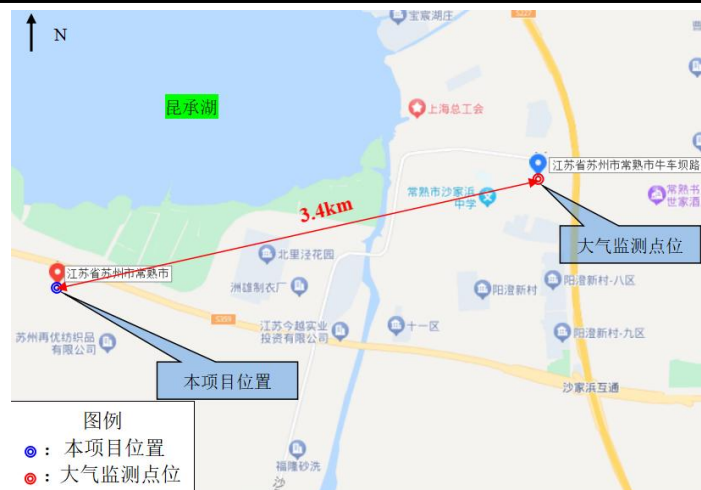 宝宸湖庄
S227
N
昆承湖
上海总工会
江苏省苏州市常熟市牛车坝路
常熟市沙家浜
中学
常熟书
世家酒
3.4km
大气监测点位
北里泾花园
江苏省苏州市常熟市
洲雄制衣厂
阳澄新村
阳澄新村-八区
苏州再优纺织品
有限公司
江苏今越实业
投资有限公司
十一区
阳澄新村-九区
本项目位置
沙家浜互通
图例
：本项目位置
：大气监测点位
福隆砂洗